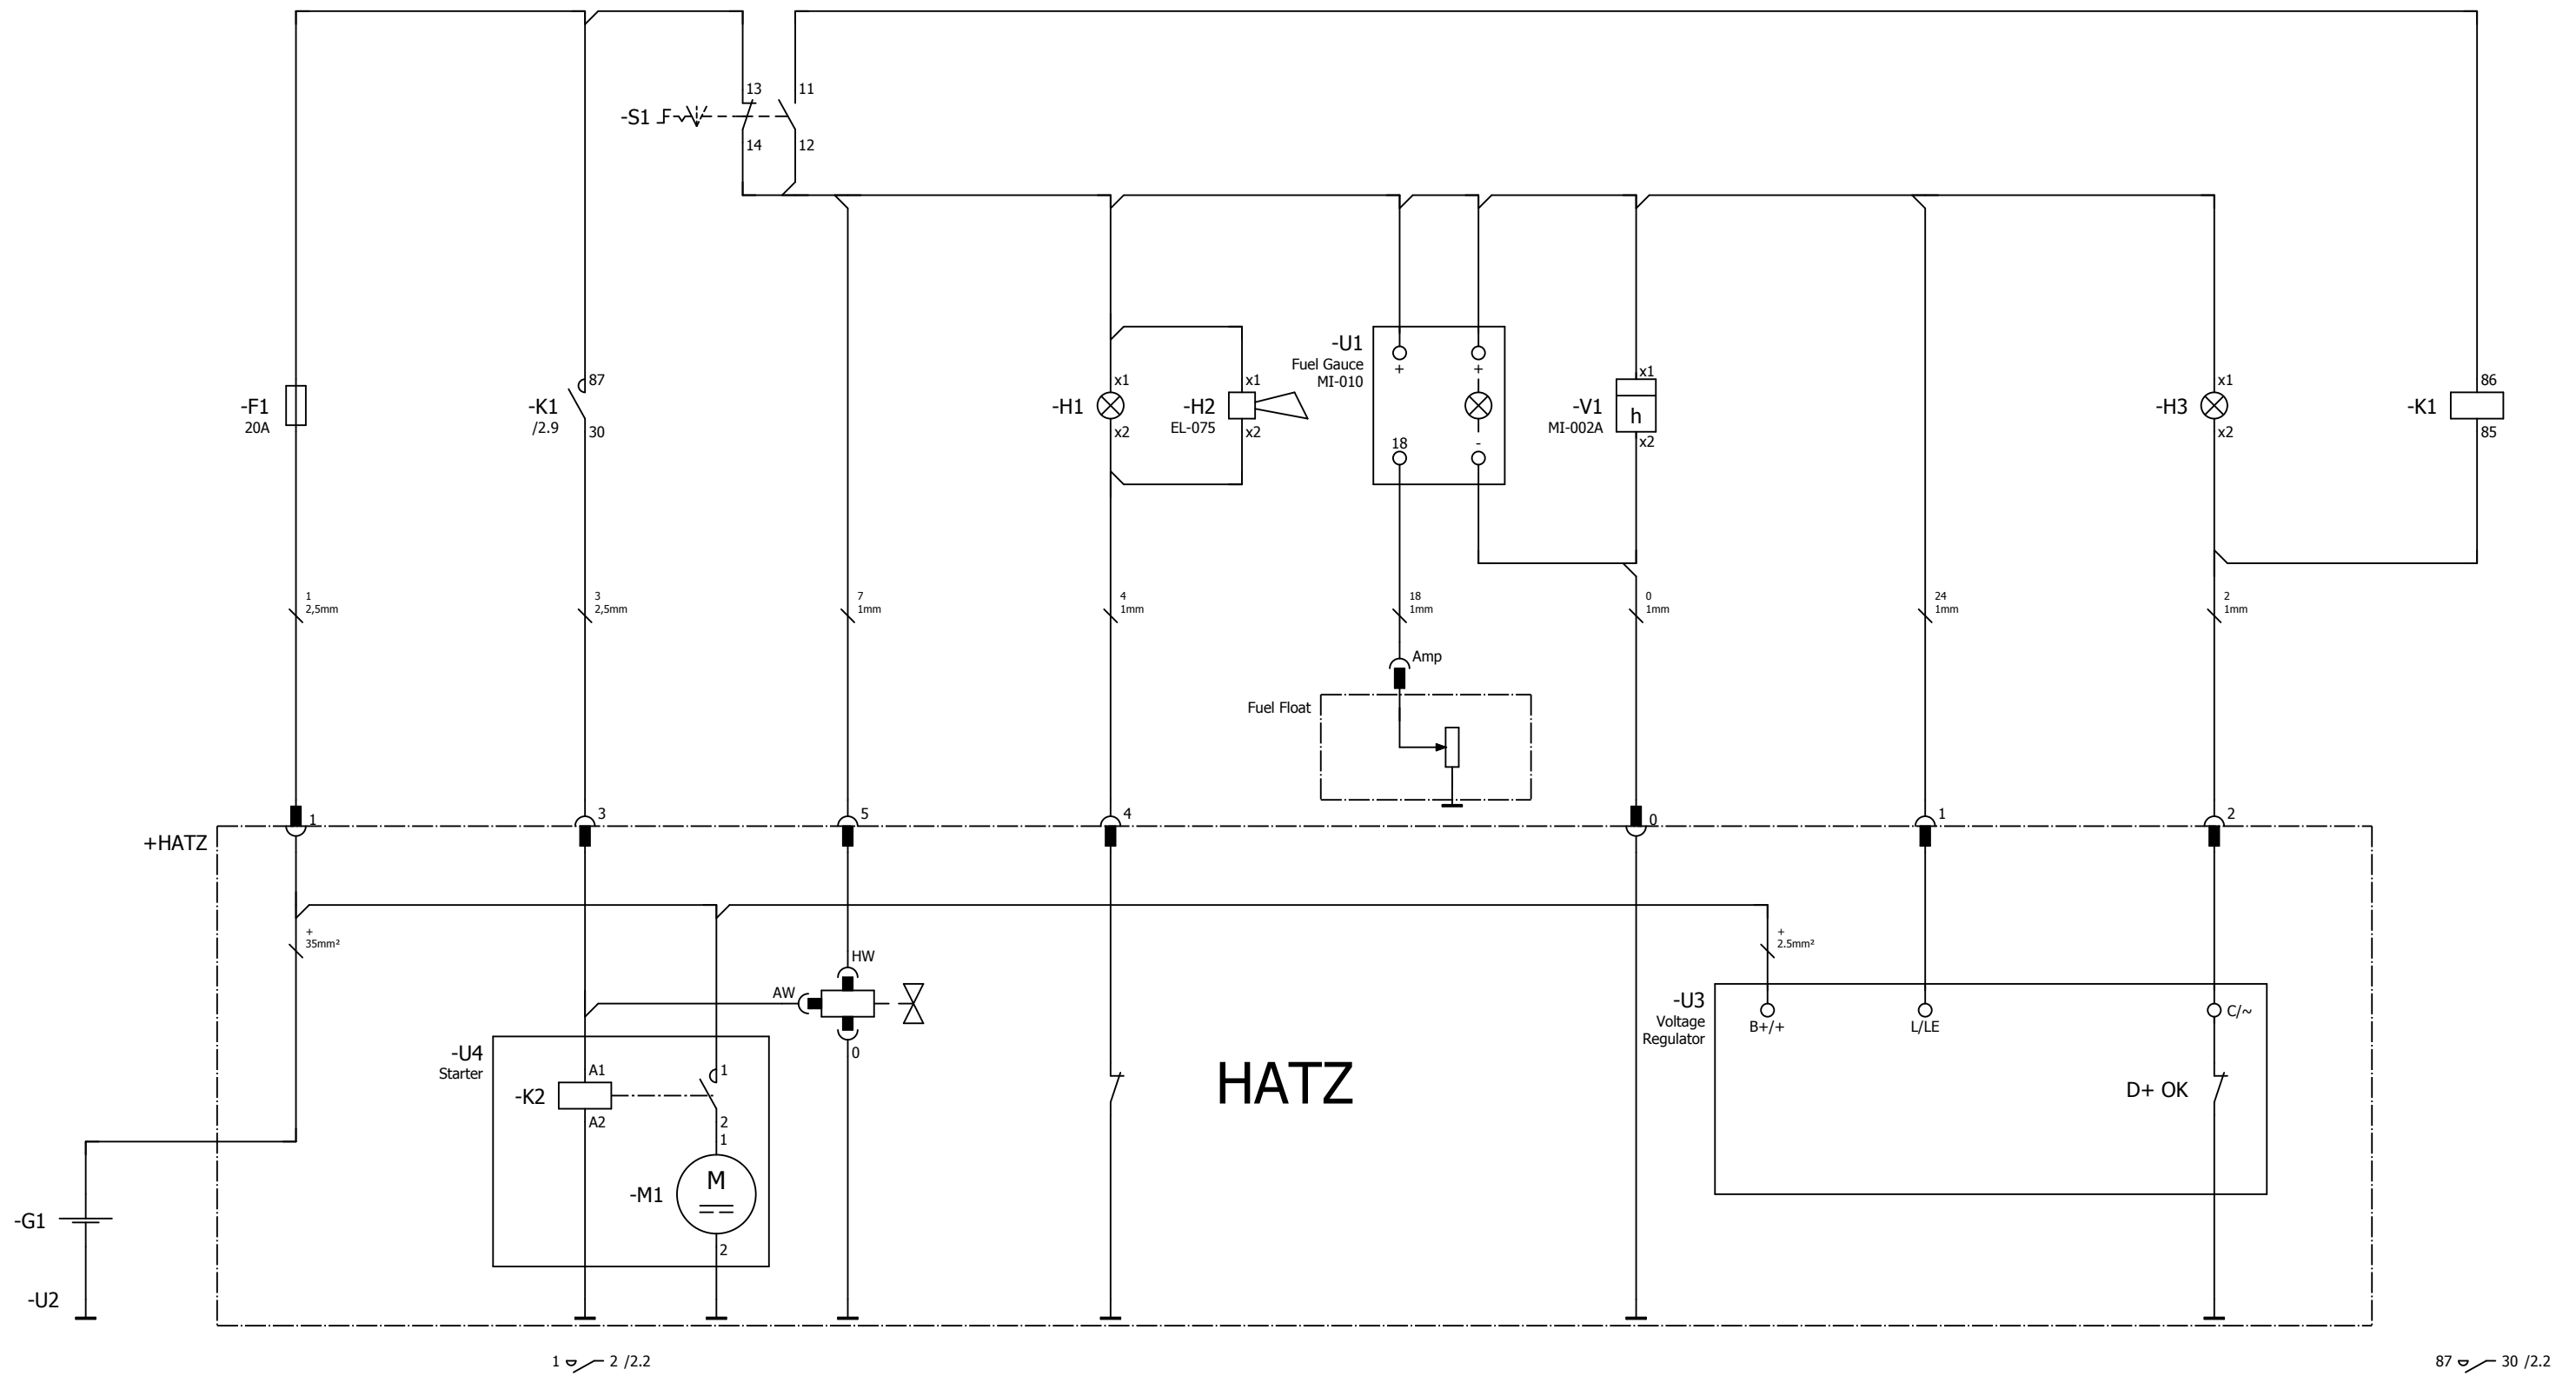 13
11
-S1
14
12
-U1
Fuel Gauce
MI-010
+
+
18
-
-F1
20A
-K1
/2.9
87
30
-H1
x1
x2
-H2
EL-075
x1
x2
-V1
MI-002A
x1
h
x2
-H3
x1
x2
-K1
86
85
1
2,5mm
3
2,5mm
7
1mm
4
1mm
18
1mm
0
1mm
24
1mm
2
1mm
Amp
Fuel Float
+HATZ
1
3
5
4
0
1
2
+
35mm²
HW
AW
0
+
2.5mm²
-U3
Voltage
Regulator
B+/+
L/LE
C/~
D+ OK
-U4
Starter
-K2
A1
A2
1
2
1
-M1
M
2
HATZ
-G1
-U2
1 2 /2.2
87 30 /2.2